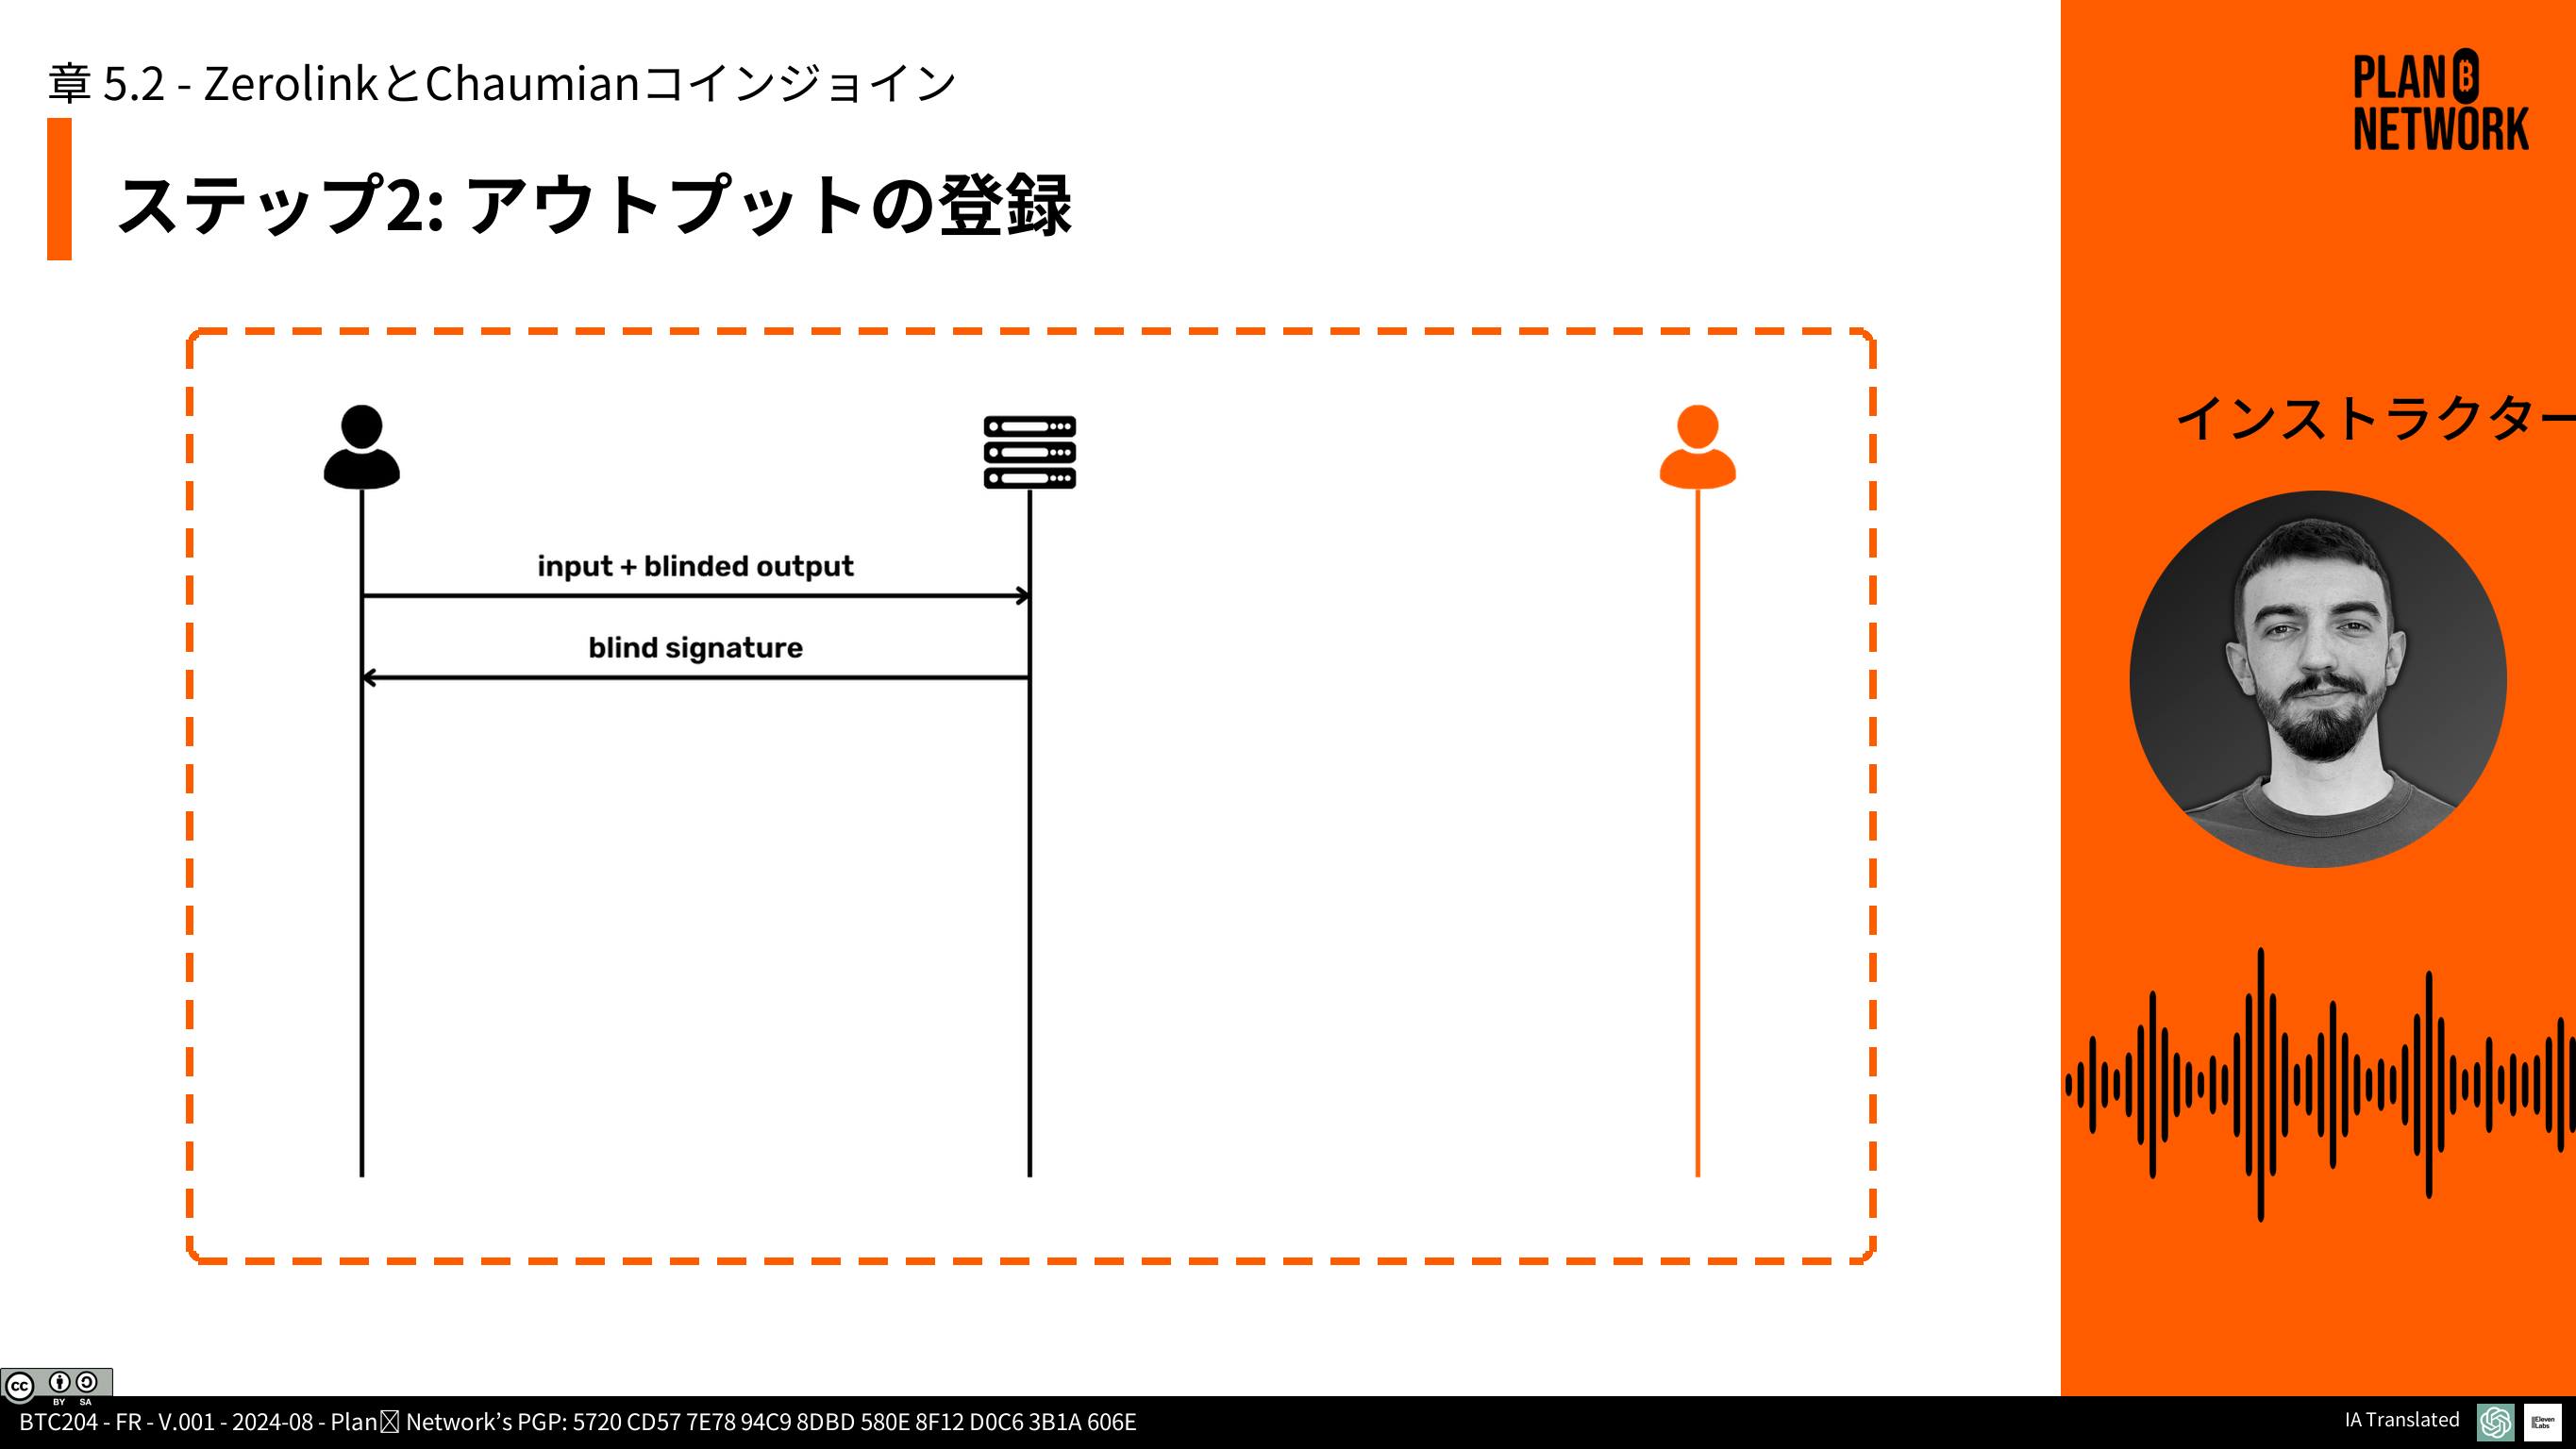 章 5.2 - ZerolinkとChaumianコインジョイン
ステップ2: アウトプットの登録
PLAN B
NETWORK
インストラクター
input + blinded output
blind signature
cc
BY SA
BTC204 - FR - V.001 - 2024-08 - Plan Network’s PGP: 5720 CD57 7E78 94C9 8DBD 580E 8F12 D0C6 3B1A 606E
IA Translated
IIEleven
Labs